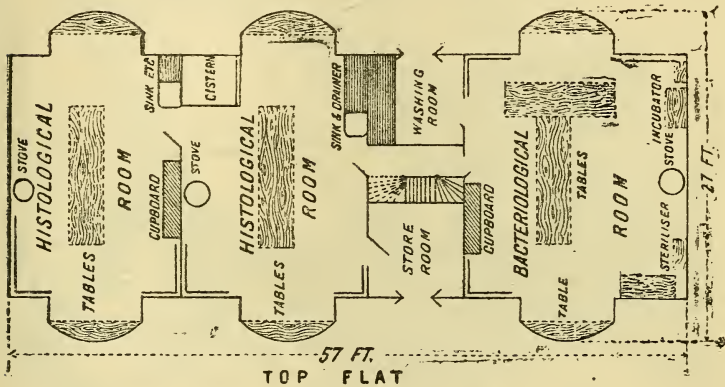 HISTOLOGICAL
ROOM
STOVE
TABLES
CUPBOARD
SINK ETC
CISTERN
STOVE
HISTOLOGICAL
ROOM
TABLES
SINK & DRAINER
WASHING
ROOM
STORE
ROOM
CUPBOARD
BACTERIOLOGICAL
ROOM
TABLES
TABLE
INCUBATOR
STOVE
STERILISER
27 FT.
57 FT.
TOP FLAT